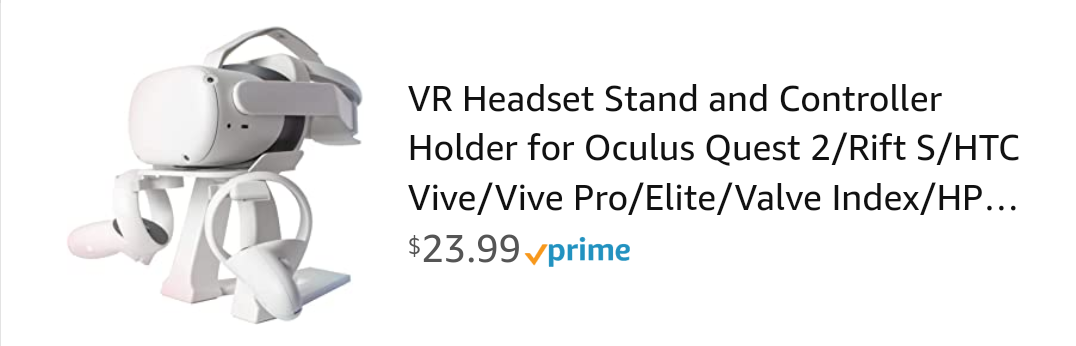 VR Headset Stand and Controller
Holder for Oculus Quest 2/Rift S/HTC
Vive/Vive Pro/Elite/Valve Index/HP...
$23.99 prime